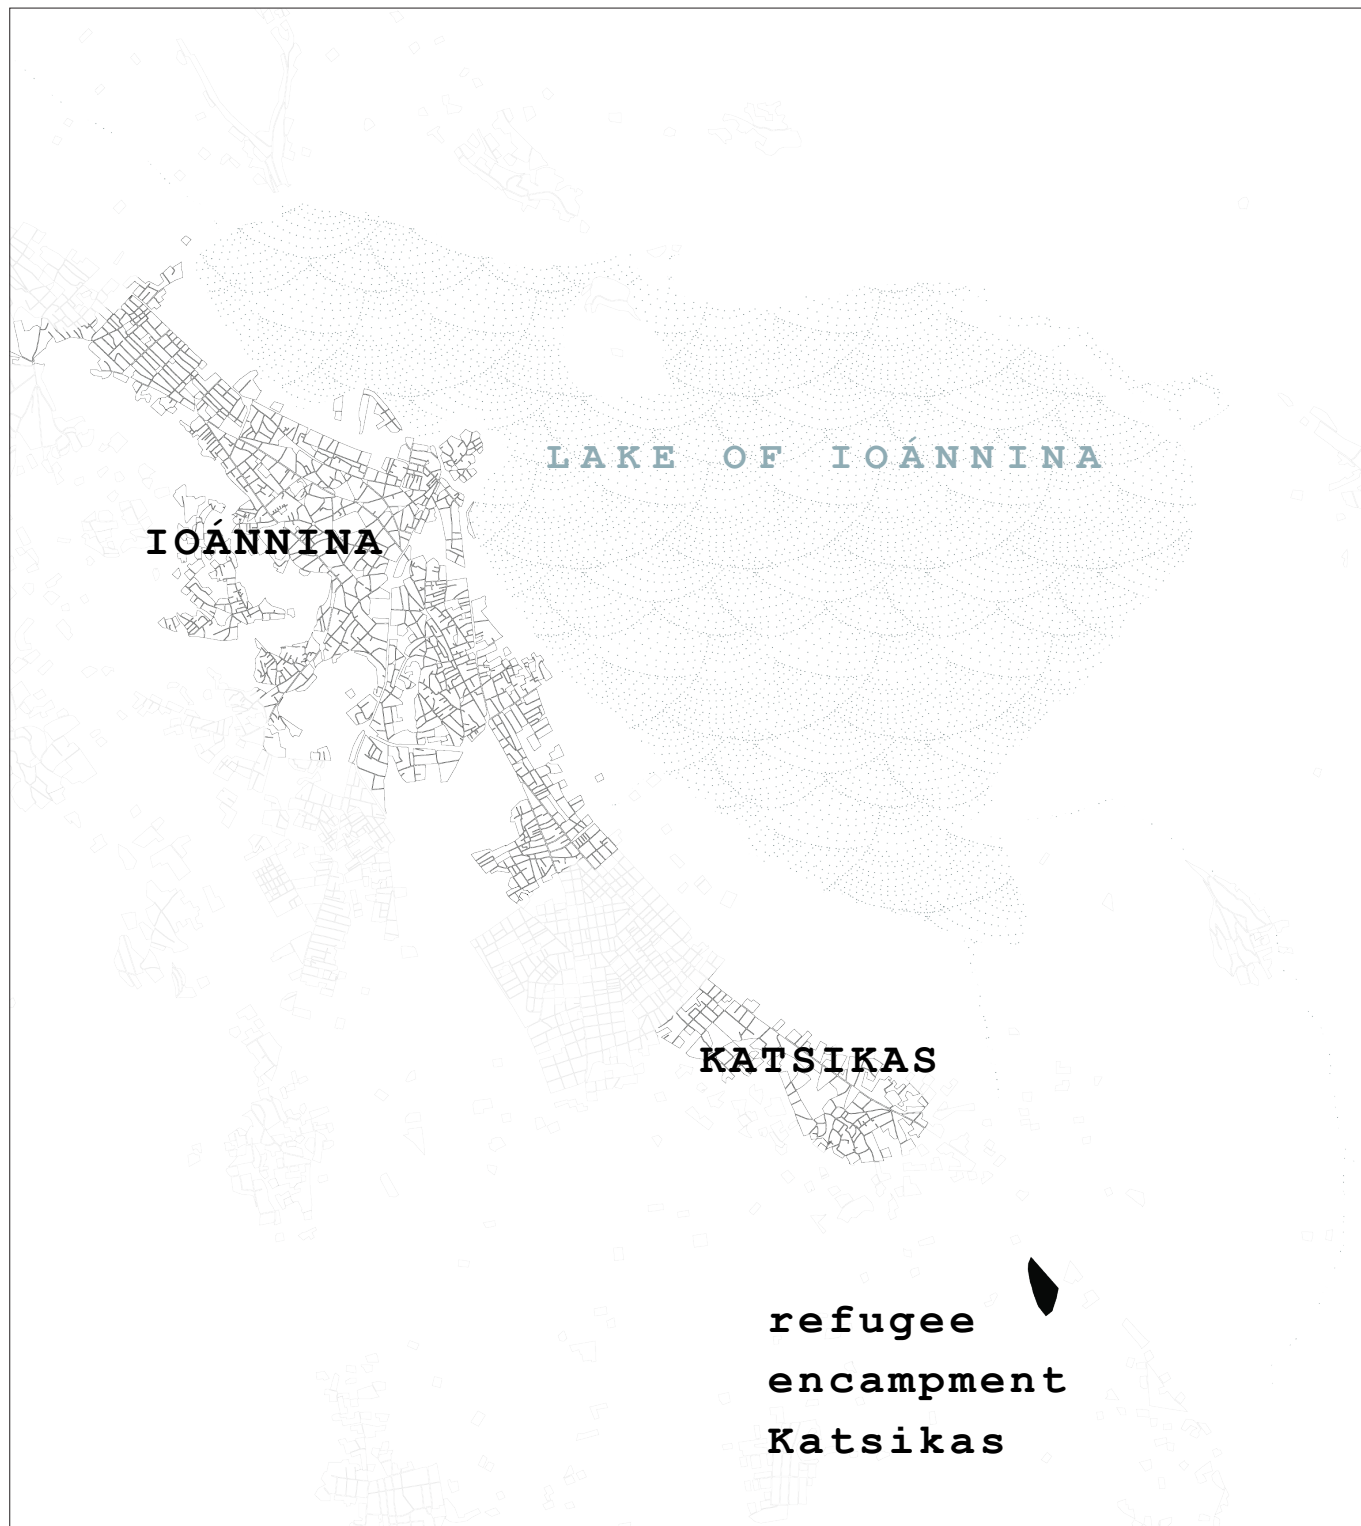 LAKE OF IOÁNNINA
IOÁNNINA
KATSIKAS
refugee
encampment
Katsikas